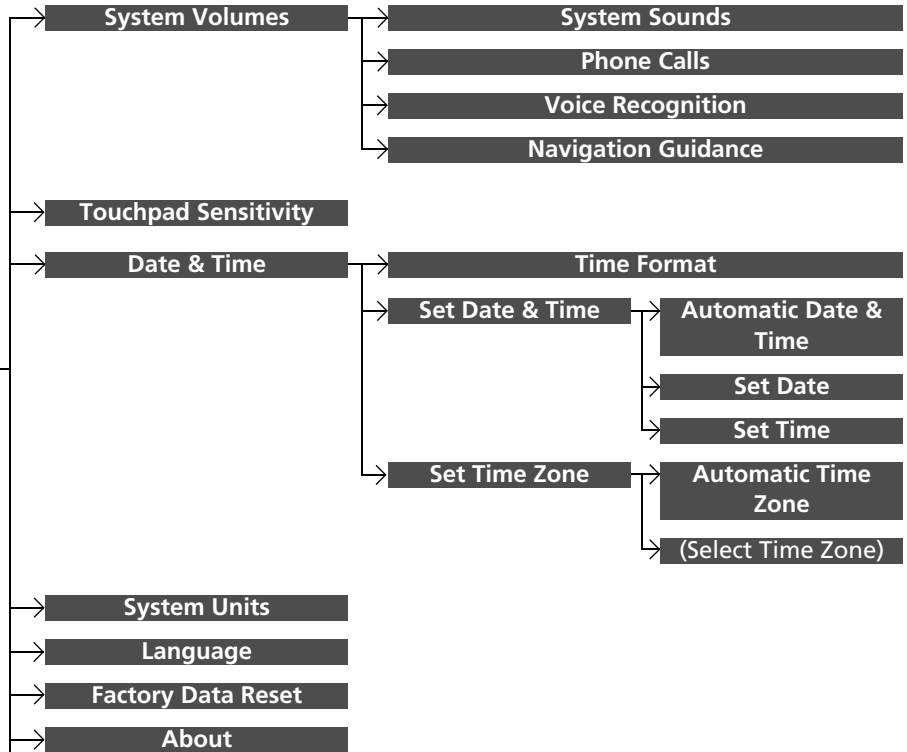 System Volumes
System Sounds
Phone Calls
Voice Recognition
Navigation Guidance
Touchpad Sensitivity
Date & Time
Time Format
Set Date & Time
Automatic Date &
Time
Set Date
Set Time
Set Time Zone
Automatic Time
Zone
(Select Time Zone)
System Units
Language
Factory Data Reset
About